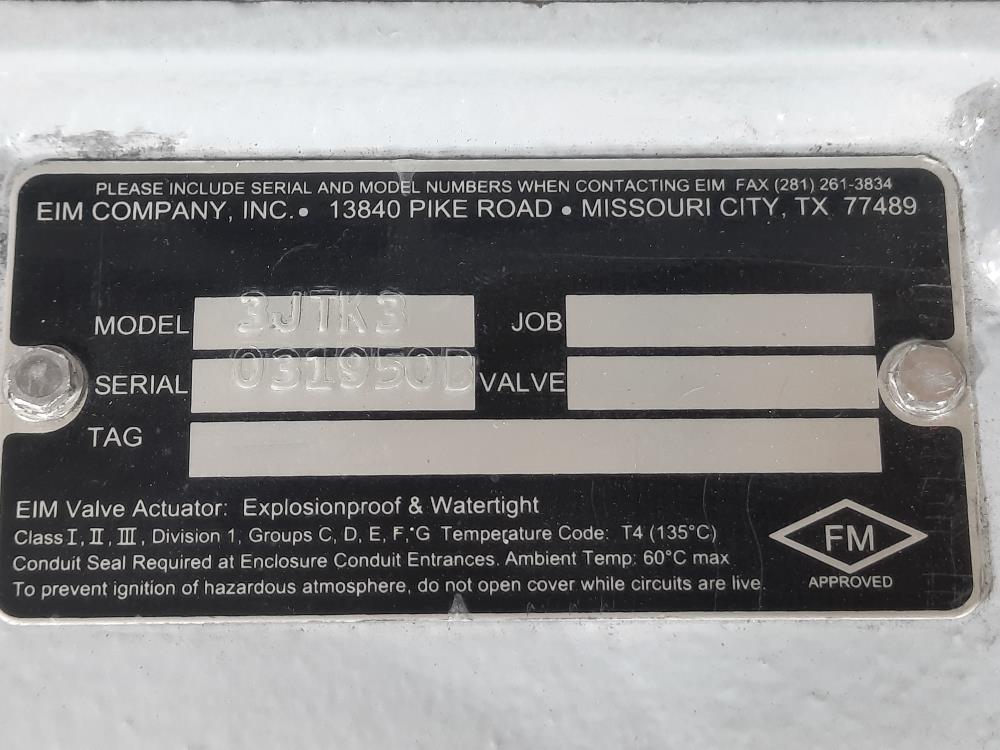 PLEASE INCLUDE SERIAL AND MODEL NUMBERS WHEN CONTACTING EIM FAX (281) 261-3834
EIM COMPANY, INC. • 13840 PIKE ROAD • MISSOURI CITY, TX 77489
MODEL 3JTK3 JOB
SERIAL 031950D VALVE
TAG
EIM Valve Actuator: Explosionproof & Watertight
Class I, II, III, Division 1, Groups C, D, E, F, G Temperature Code: T4 (135°C)
Conduit Seal Required at Enclosure Conduit Entrances. Ambient Temp: 60°C max
To prevent ignition of hazardous atmosphere, do not open cover while circuits are live.
FM
APPROVED